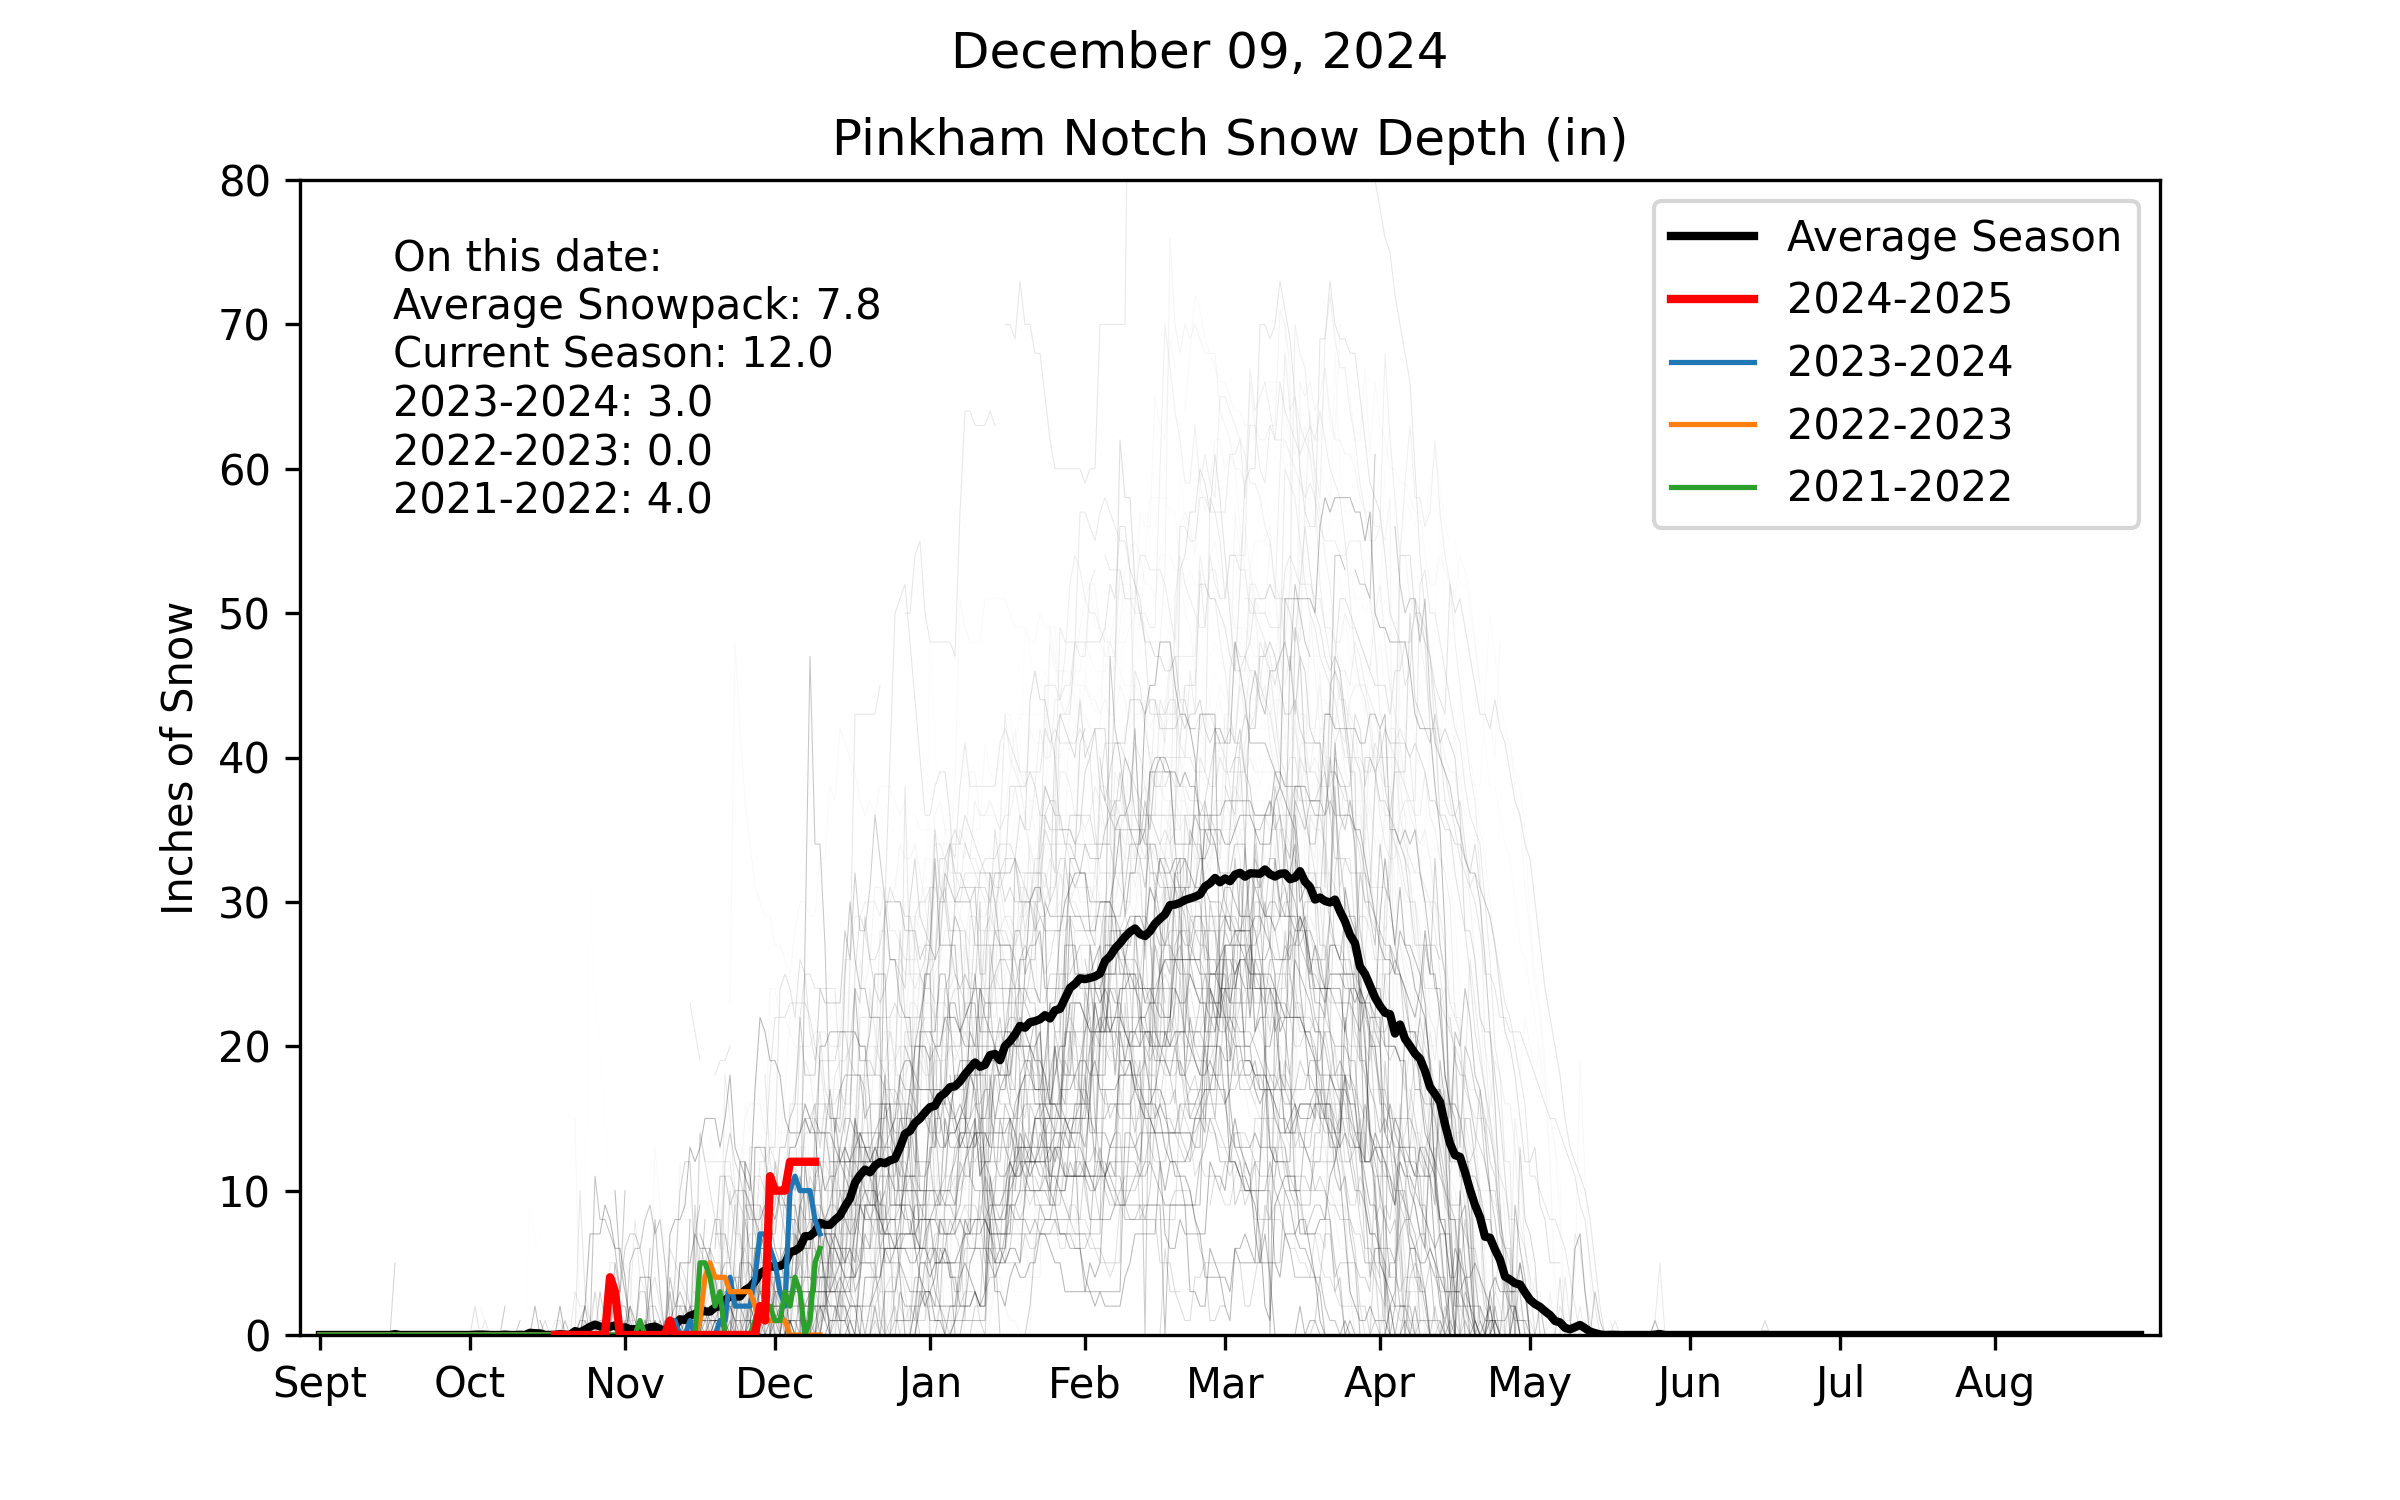 December 09, 2024
Pinkham Notch Snow Depth (in)
80
70
60
50
40
30
20
10
0
Inches of Snow
On this date:
Average Snowpack: 7.8
Current Season: 12.0
2023-2024: 3.0
2022-2023: 0.0
2021-2022: 4.0
Average Season
2024-2025
2023-2024
2022-2023
2021-2022
Sept Oct Nov Dec Jan Feb Mar Apr May Jun Jul Aug